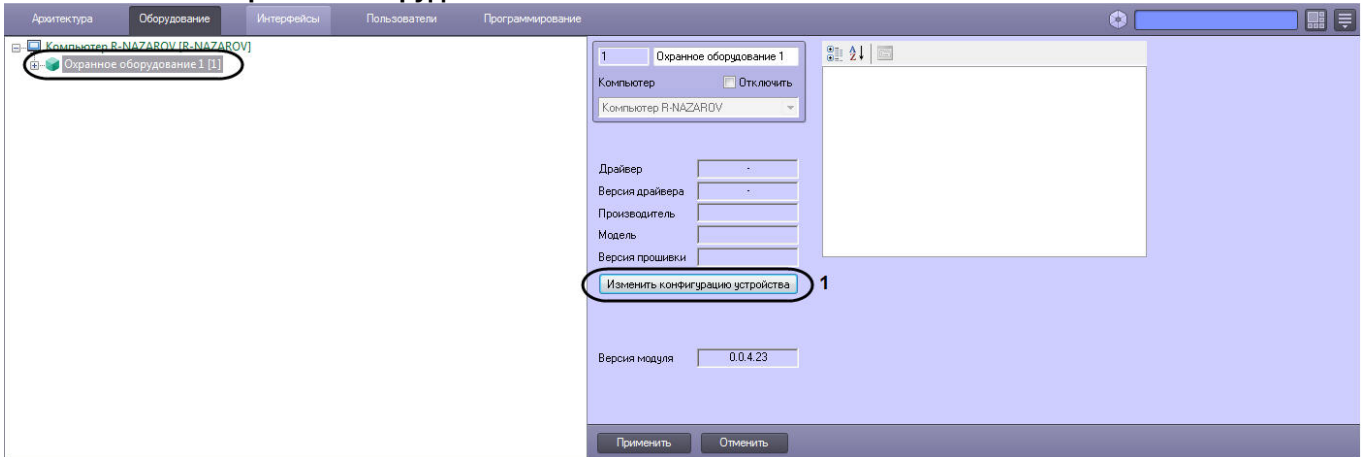 Архитектура Оборудование Интерфейсы Пользователи Программирование
Компьютер R-NAZAROV [R-NAZAROV]
Охранное оборудование 1 [1]
1 Охранное оборудование 1
Компьютер Отключить
Компьютер R-NAZAROV
Драйвер -
Версия драйвера -
Производитель
Модель
Версия прошивки
Изменить конфигурацию устройства 1
Версия модуля 0.0.4.23
Применить Отменить